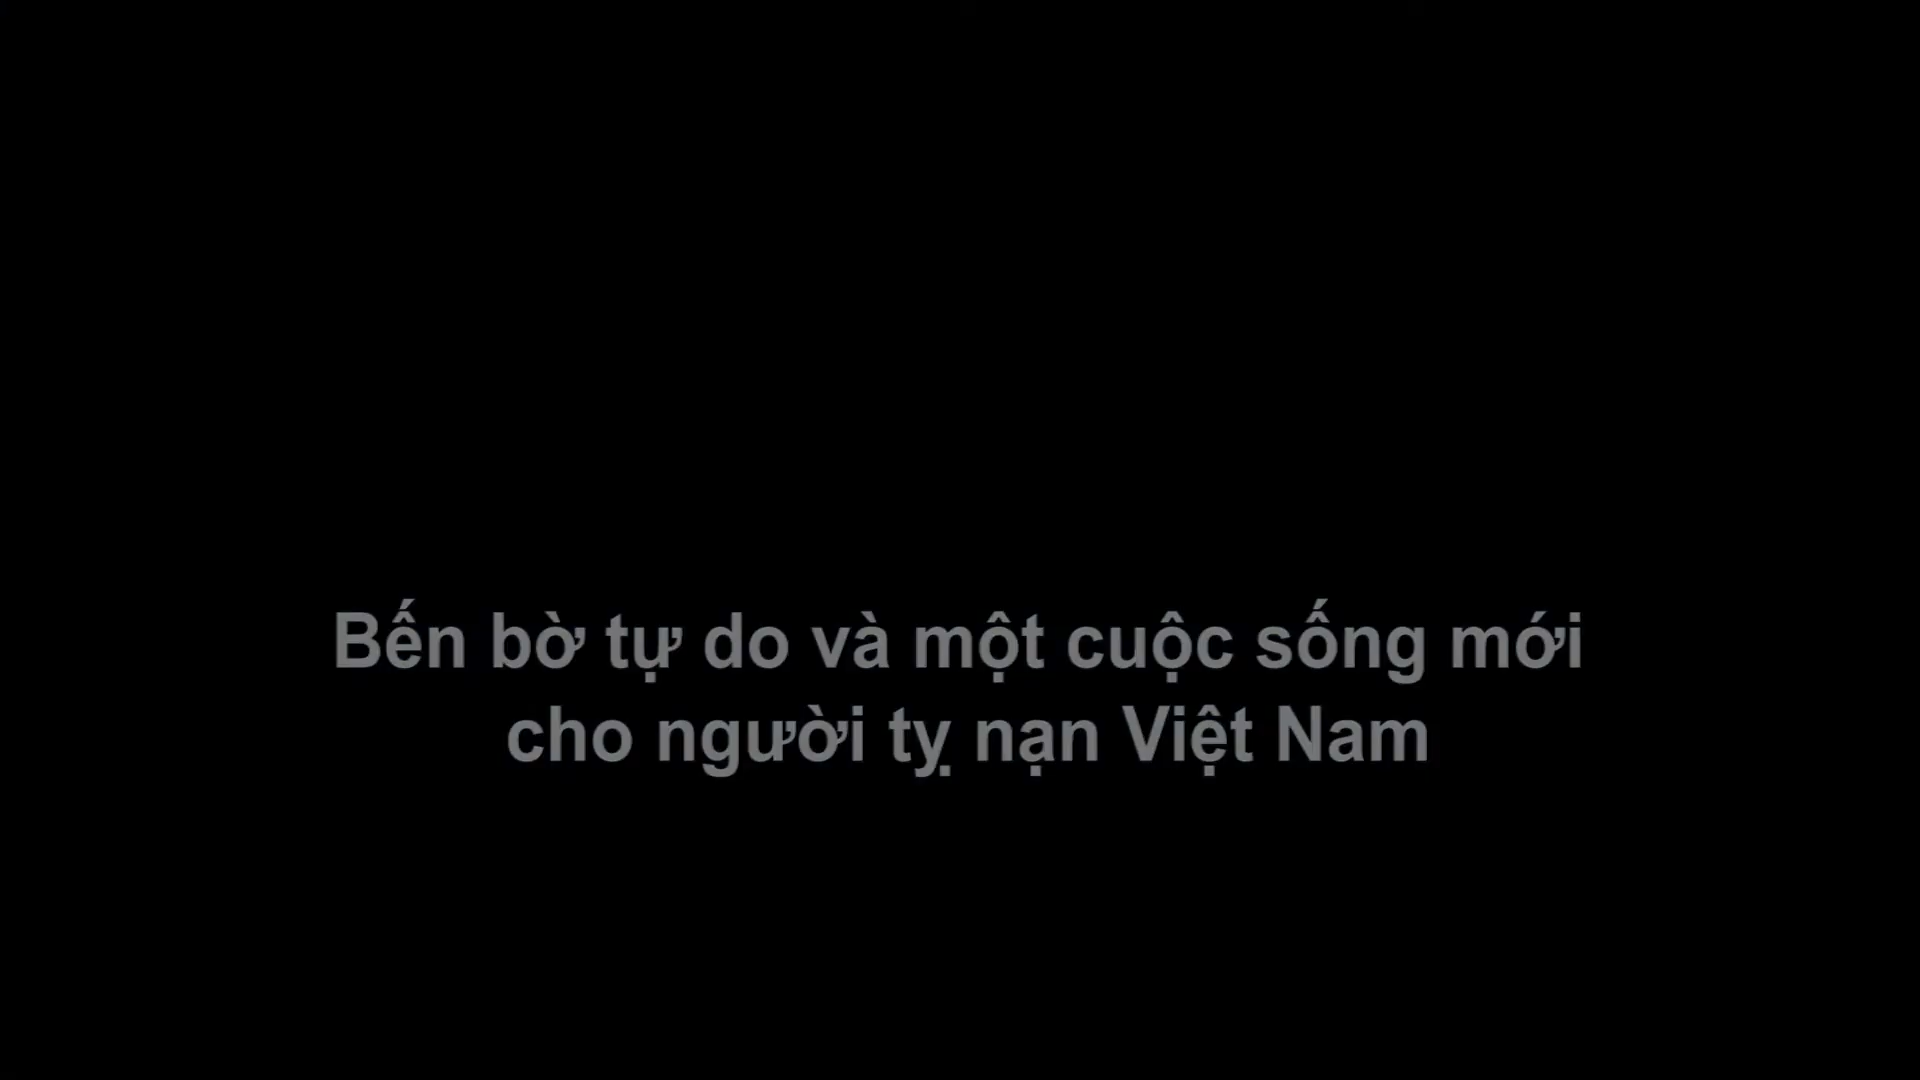 Bến bờ tự do và một cuộc sống mới
cho người tỵ nạn Việt Nam